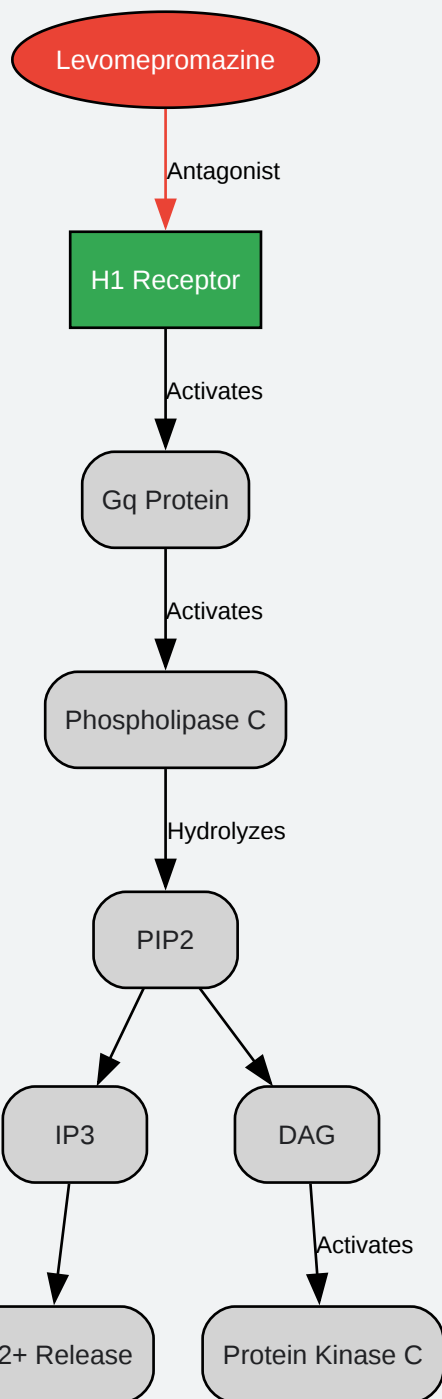 Levomepromazine
Antagonist
H1 Receptor
Activates
Gq Protein
Activates
Phospholipase C
Hydrolyzes
PIP2
IP3
DAG
Activates
2+ Release
Protein Kinase C